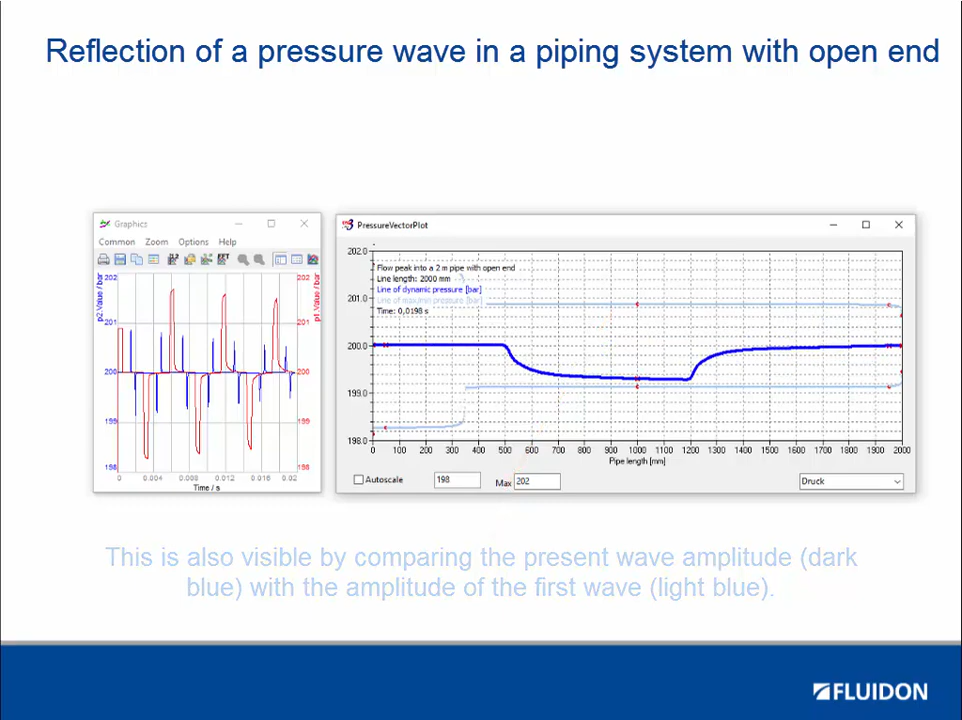 Reflection of a pressure wave in a piping system with open end
Graphics
Common Zoom Options Help
p2.Value / bar
202
201
200
199
198
0 0.004 0.008 0.012 0.016 0.02
Time / s
202
201
200
199
198
p1.Value / bar
PressureVectorPlot
202.0
201.0
200.0
199.0
198.0
Flow peak into a 2 m pipe with open end
Line length: 2000 mm
Line of dynamic pressure [bar]
Line of max/min pressure [bar]
Time: 0,0198 s
0 100 200 300 400 500 600 700 800 900 1000 1100 1200 1300 1400 1500 1600 1700 1800 1900 2000
Pipe length [mm]
Autoscale 198 Max 202 Druck
This is also visible by comparing the present wave amplitude (dark
blue) with the amplitude of the first wave (light blue).
FLUIDON